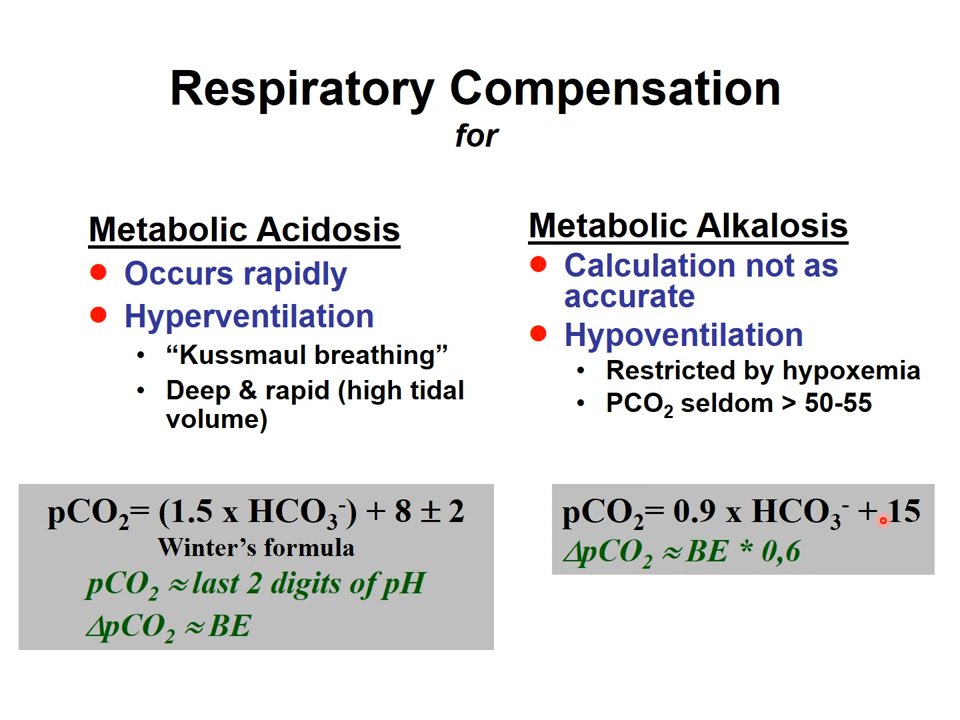 Respiratory Compensation
for
Metabolic Acidosis
• Occurs rapidly
• Hyperventilation
• “Kussmaul breathing”
• Deep & rapid (high tidal
volume)
pCO₂= (1.5 x HCO₃⁻) + 8 ± 2
Winter’s formula
pCO₂ ≈ last 2 digits of pH
ΔpCO₂ ≈ BE
Metabolic Alkalosis
• Calculation not as
accurate
• Hypoventilation
• Restricted by hypoxemia
• PCO₂ seldom > 50-55
pCO₂= 0.9 x HCO₃⁻ + 15
ΔpCO₂ ≈ BE * 0,6